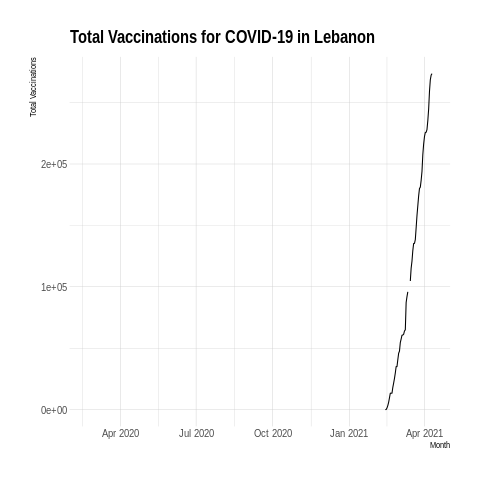 Total Vaccinations for COVID-19 in Lebanon
Total Vaccinations
2e+05
1e+05
0e+00
Apr 2020 Jul 2020 Oct 2020 Jan 2021 Apr 2021
Month